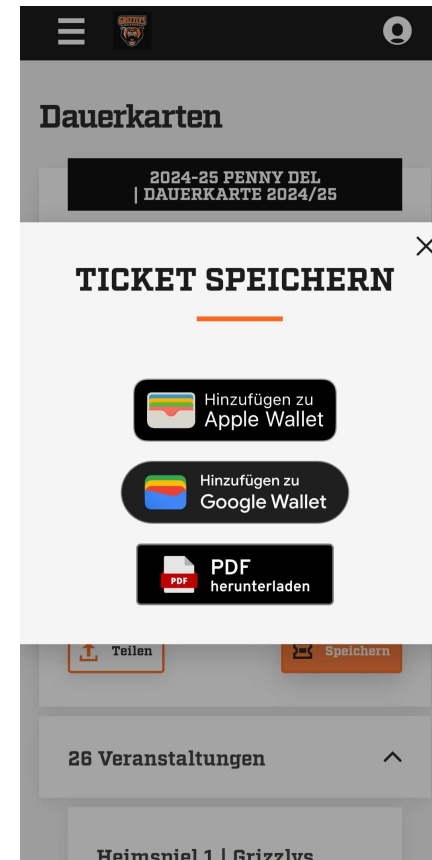 GRIZZLYS
Dauerkarten
2024-25 PENNY DEL
| DAUERKARTE 2024/25
TICKET SPEICHERN
Hinzufügen zu
Apple Wallet
Hinzufügen zu
Google Wallet
PDF
PDF
herunterladen
Teilen
Speichern
26 Veranstaltungen
Heimspiel 1 | Grizzlys